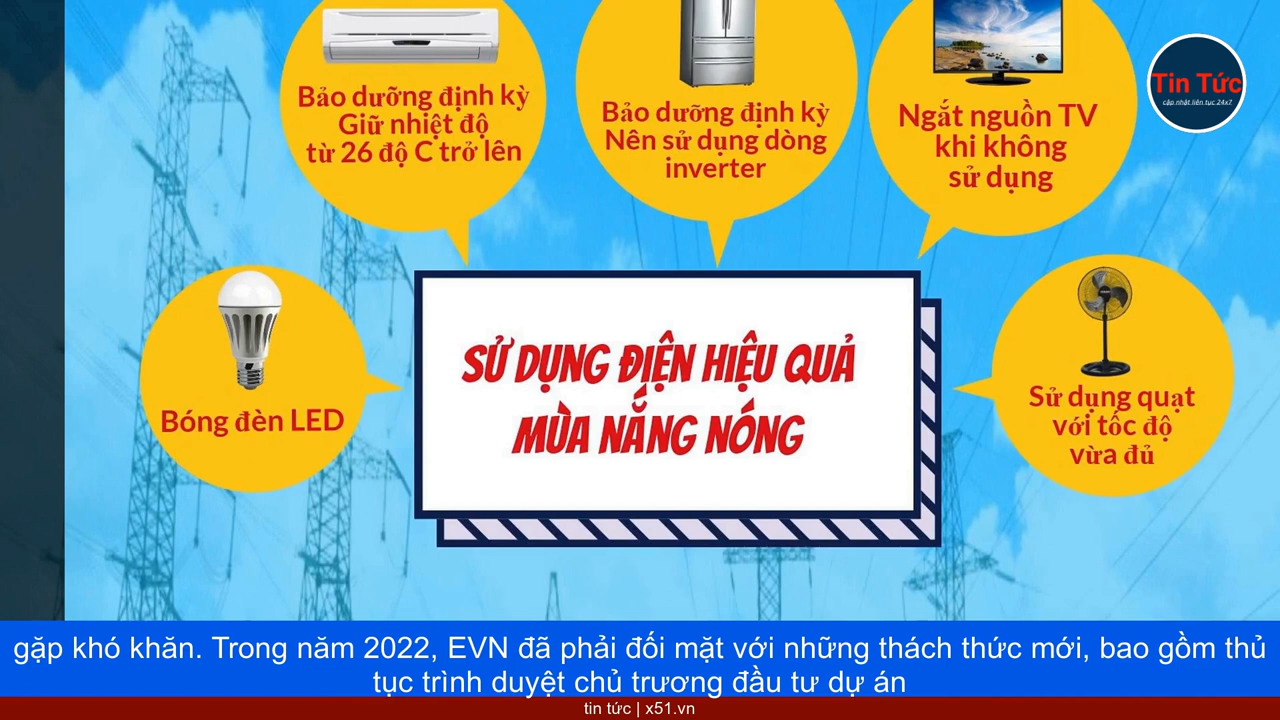 Bảo dưỡng định kỳ
Giữ nhiệt độ
từ 26 độ C trở lên
Bảo dưỡng định kỳ
Nên sử dụng dòng
inverter
Ngắt nguồn TV
khi không
sử dụng
Tin Tức
cập nhật liên tục 24x7
Bóng đèn LED
SỬ DỤNG ĐIỆN HIỆU QUẢ
MÙA NẮNG NÓNG
Sử dụng quạt
với tốc độ
vừa đủ
gặp khó khăn. Trong năm 2022, EVN đã phải đối mặt với những thách thức mới, bao gồm thủ
tục trình duyệt chủ trương đầu tư dự án
tin tức | x51.vn